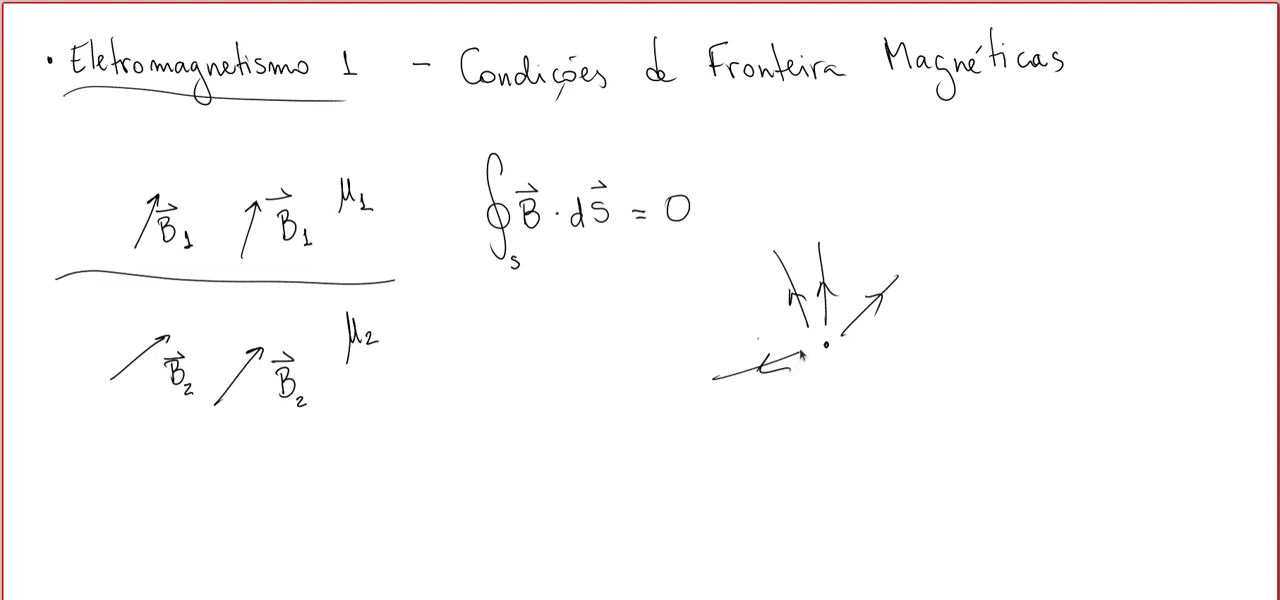 • Eletromagnetismo 1 - Condições de Fronteira Magnéticas
B⃗₁ B⃗₁ μ₁
∮ₛ B⃗ · dS⃗ = 0
B⃗₂ B⃗₂ μ₂